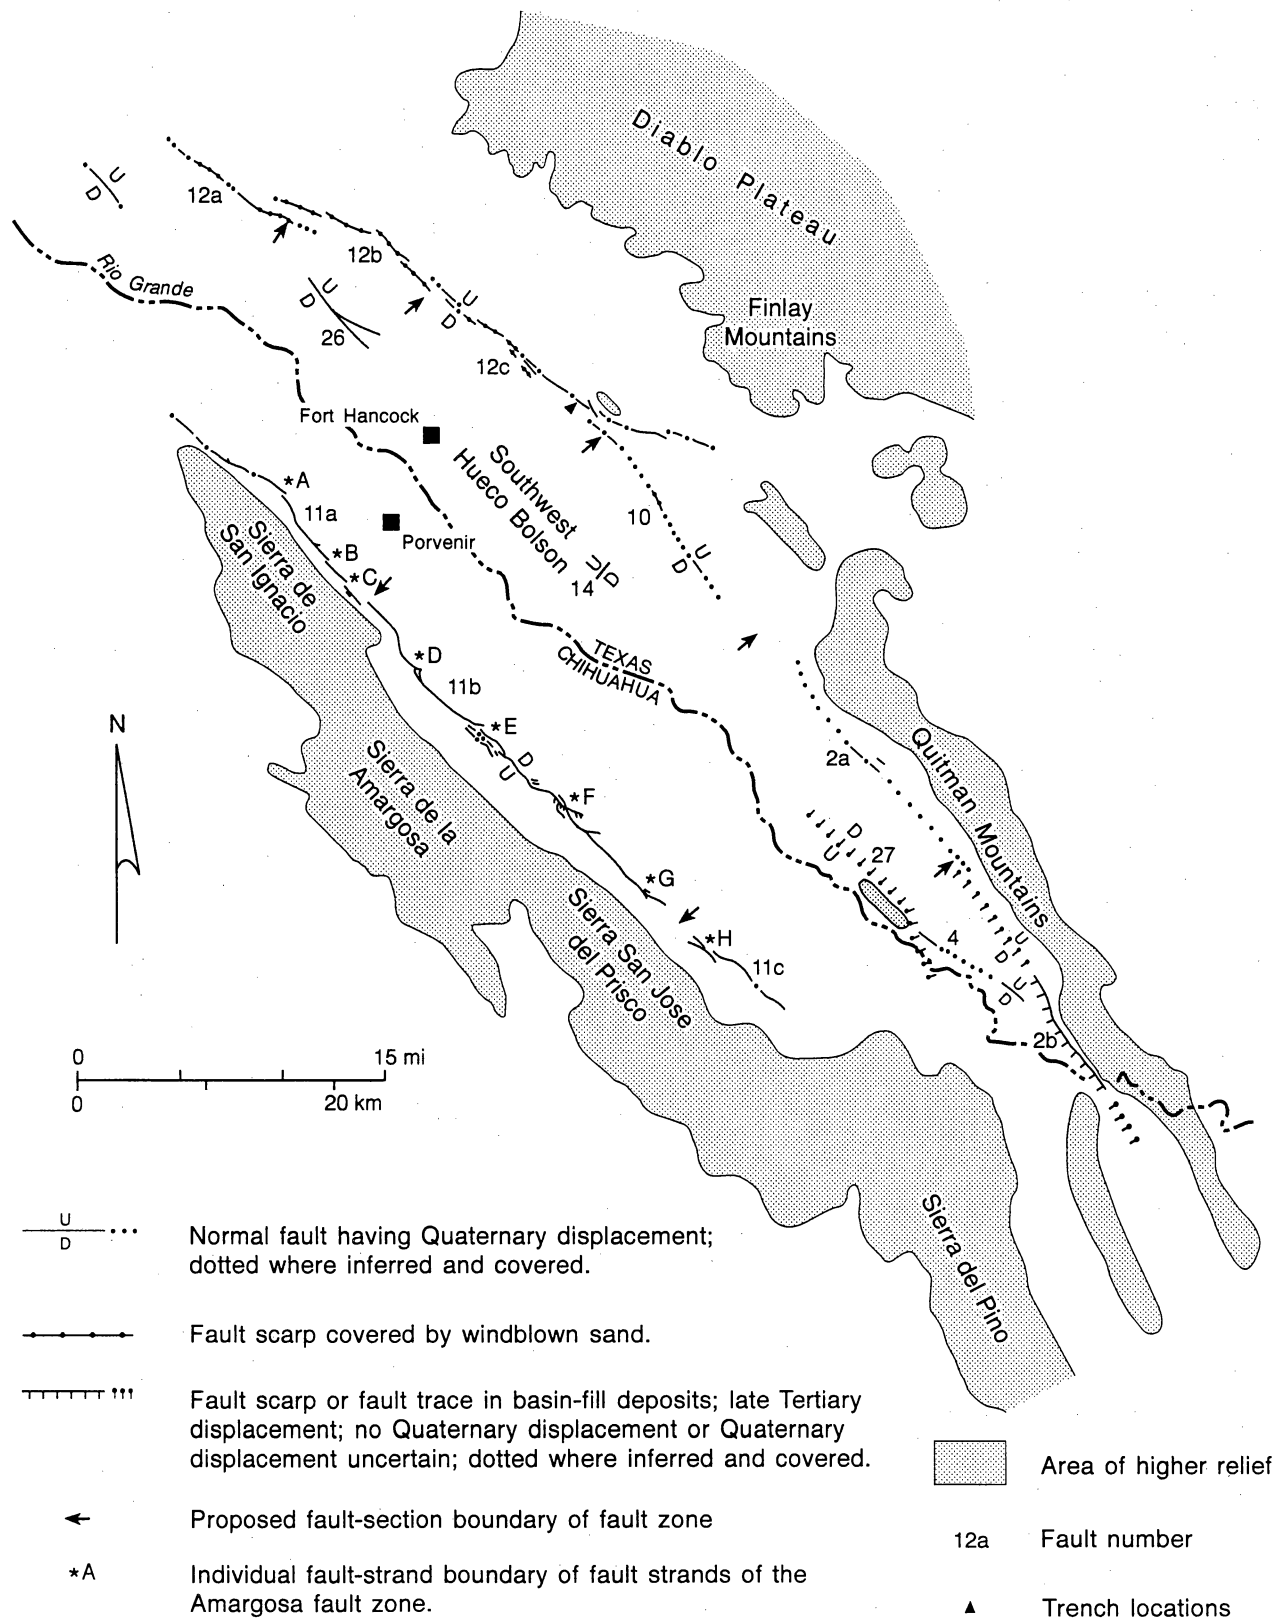 Diablo Plateau
U
D
12a
12b
Rio Grande
U
D
26
U
D
Finlay
Mountains
12c
Fort Hancock
Southwest
Hueco Bolson
*A
11a
Sierra de
San Ignacio
*B
*C
Porvenir
10
U
D
14
U
D
TEXAS
CHIHUAHUA
*D
11b
N
*E
D
U
Sierra de la
Amargosa
2a
Quitman Mountains
*F
D
U
27
*G
Sierra San Jose
del Prisco
*H
11c
4
U
D
U
D
2b
0
15 mi
0
20 km
Sierra del Pino
U
D
Normal fault having Quaternary displacement;
dotted where inferred and covered.
Fault scarp covered by windblown sand.
Fault scarp or fault trace in basin-fill deposits; late Tertiary
displacement; no Quaternary displacement or Quaternary
displacement uncertain; dotted where inferred and covered.
Proposed fault-section boundary of fault zone
*A
Individual fault-strand boundary of fault strands of the
Amargosa fault zone.
Area of higher relief
12a
Fault number
Trench locations